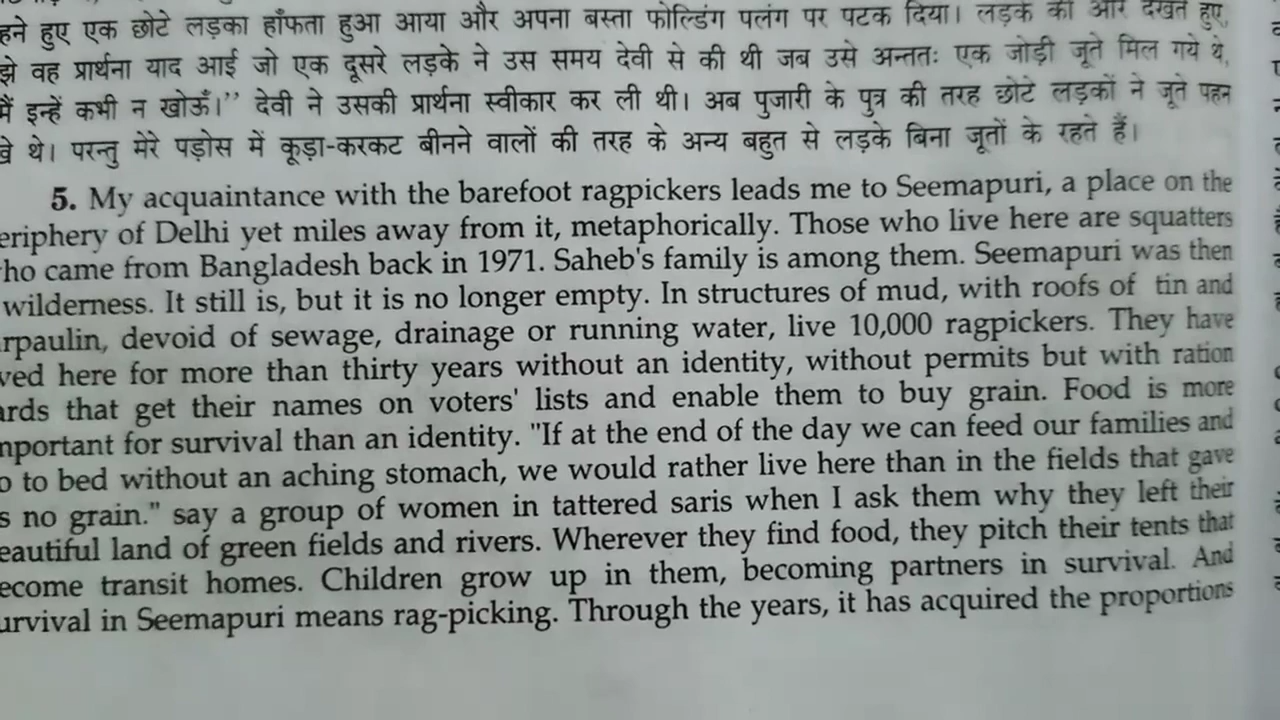 हने हुए एक छोटे लड़का हाँफता हुआ आया और अपना बस्ता फोल्डिंग पलंग पर पटक दिया। लड़के की ओर देखते हुए,
झे वह प्रार्थना याद आई जो एक दूसरे लड़के ने उस समय देवी से की थी जब उसे अन्ततः एक जोड़ी जूते मिल गये थे,
मैं इन्हें कभी न खोऊँ।'' देवी ने उसकी प्रार्थना स्वीकार कर ली थी। अब पुजारी के पुत्र की तरह छोटे लड़कों ने जूते पहन
खे थे। परन्तु मेरे पड़ोस में कूड़ा-करकट बीनने वालों की तरह के अन्य बहुत से लड़के बिना जूतों के रहते हैं।
5. My acquaintance with the barefoot ragpickers leads me to Seemapuri, a place on the
eriphery of Delhi yet miles away from it, metaphorically. Those who live here are squatters
ho came from Bangladesh back in 1971. Saheb's family is among them. Seemapuri was then
wilderness. It still is, but it is no longer empty. In structures of mud, with roofs of tin and
rpaulin, devoid of sewage, drainage or running water, live 10,000 ragpickers. They have
ved here for more than thirty years without an identity, without permits but with ration
ards that get their names on voters' lists and enable them to buy grain. Food is more
nportant for survival than an identity. "If at the end of the day we can feed our families and
o to bed without an aching stomach, we would rather live here than in the fields that gave
s no grain." say a group of women in tattered saris when I ask them why they left their
eautiful land of green fields and rivers. Wherever they find food, they pitch their tents that
ecome transit homes. Children grow up in them, becoming partners in survival. And
urvival in Seemapuri means rag-picking. Through the years, it has acquired the proportions